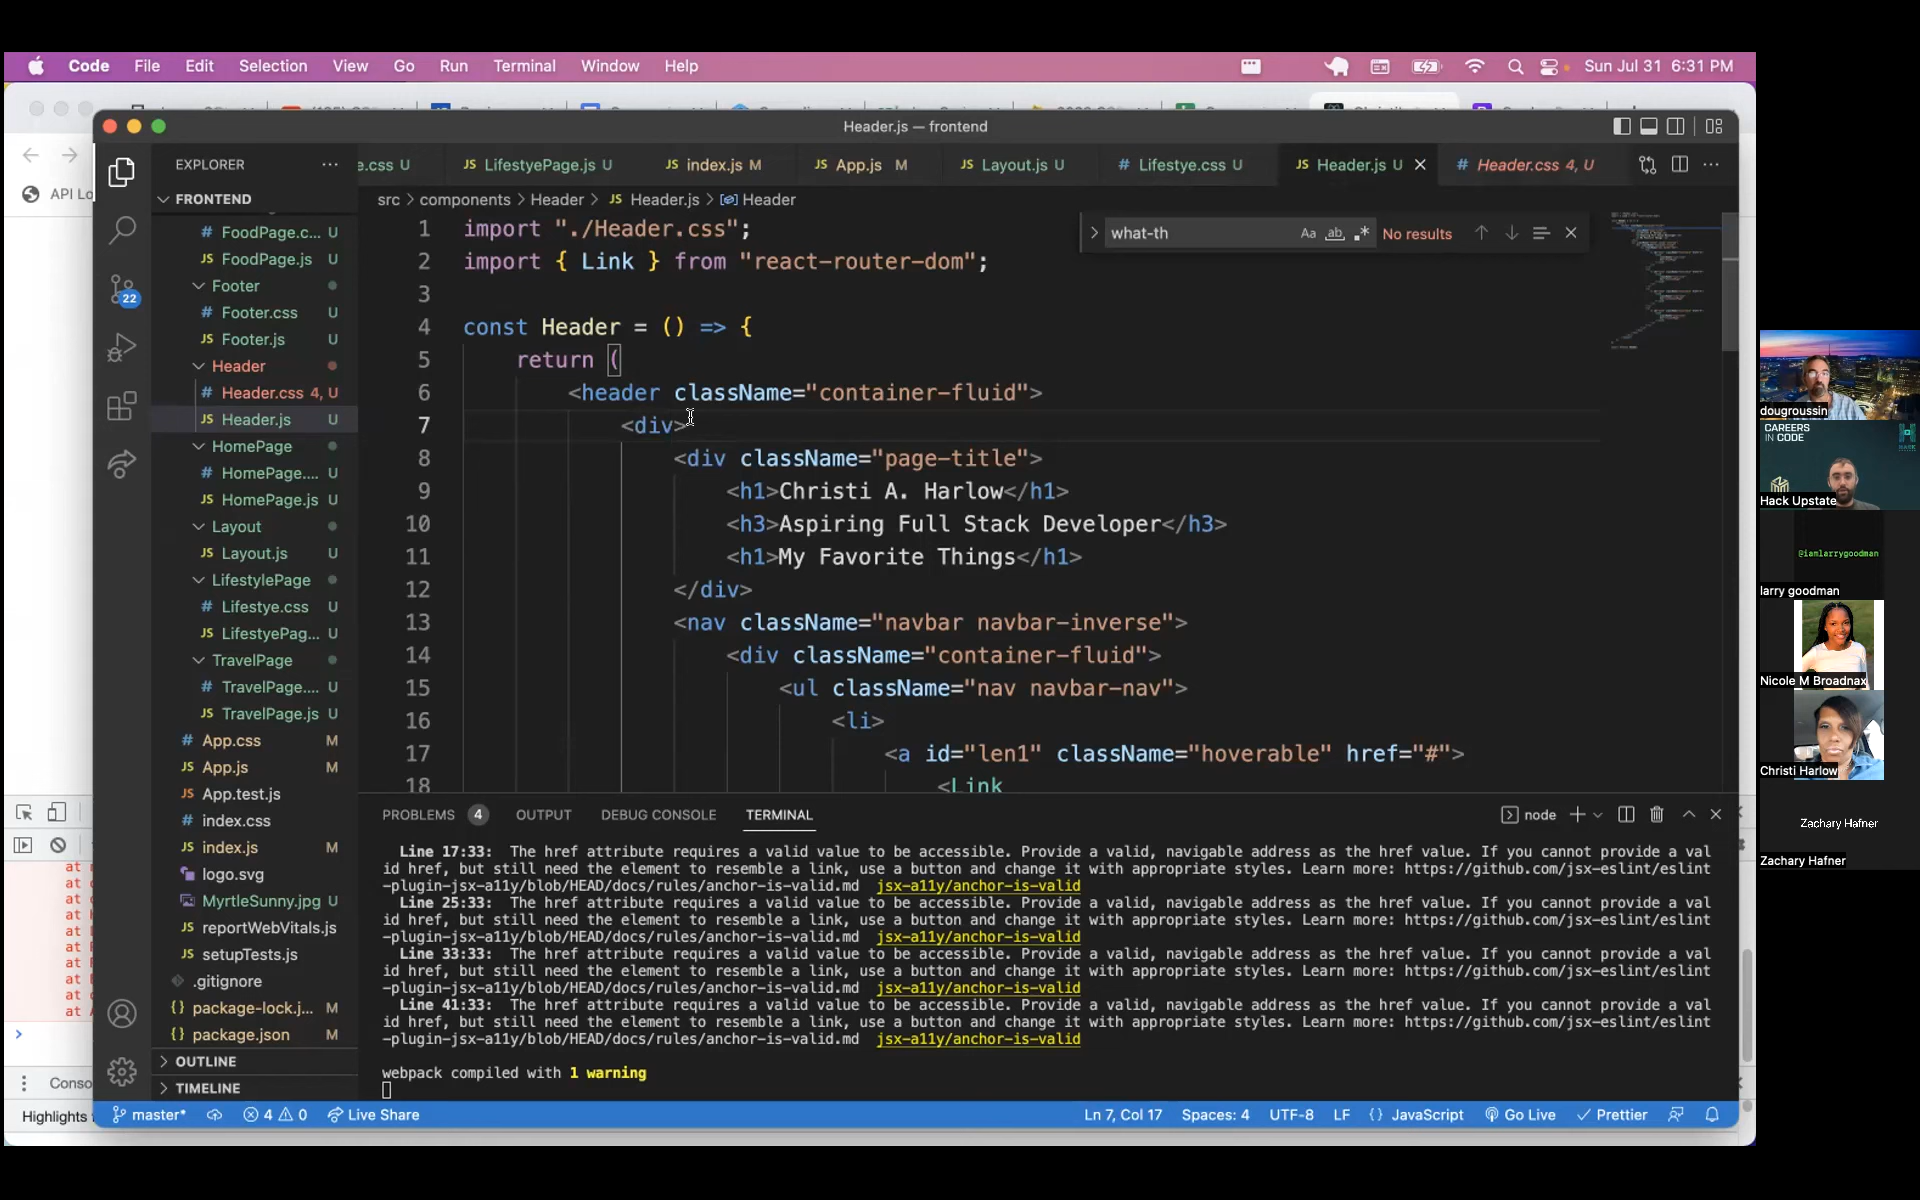 Code File Edit Selection View Go Run Terminal Window Help Sun Jul 31 6:31 PM
Header.js — frontend
API Lo
EXPLORER ···
e.css U LifestyePage.js U index.js M App.js M Layout.js U Lifestye.css U Header.js U Header.css 4, U
FRONTEND
src > components > Header > JS Header.js > Header
what-th Aa ab No results
FoodPage.c... U
FoodPage.js U
Footer
Footer.css U
Footer.js U
Header
Header.css 4, U
Header.js U
HomePage
HomePage.... U
HomePage.js U
Layout
Layout.js U
LifestylePage
Lifestye.css U
LifestyePag... U
TravelPage
TravelPage.... U
TravelPage.js U
App.css M
App.js M
App.test.js
index.css
index.js M
logo.svg
MyrtleSunny.jpg U
reportWebVitals.js
setupTests.js
.gitignore
package-lock.j... M
package.json M
OUTLINE
TIMELINE
22
1 import "./Header.css";
2 import { Link } from "react-router-dom";
3
4 const Header = () => {
5 return (
6 <header className="container-fluid">
7 <div>
8 <div className="page-title">
9 <h1>Christi A. Harlow</h1>
10 <h3>Aspiring Full Stack Developer</h3>
11 <h1>My Favorite Things</h1>
12 </div>
13 <nav className="navbar navbar-inverse">
14 <div className="container-fluid">
15 <ul className="nav navbar-nav">
16 <li>
17 <a id="len1" className="hoverable" href="#">
18 <Link
PROBLEMS 4 OUTPUT DEBUG CONSOLE TERMINAL node
Line 17:33: The href attribute requires a valid value to be accessible. Provide a valid, navigable address as the href value. If you cannot provide a val
id href, but still need the element to resemble a link, use a button and change it with appropriate styles. Learn more: https://github.com/jsx-eslint/eslint
-plugin-jsx-a11y/blob/HEAD/docs/rules/anchor-is-valid.md jsx-a11y/anchor-is-valid
Line 25:33: The href attribute requires a valid value to be accessible. Provide a valid, navigable address as the href value. If you cannot provide a val
id href, but still need the element to resemble a link, use a button and change it with appropriate styles. Learn more: https://github.com/jsx-eslint/eslint
-plugin-jsx-a11y/blob/HEAD/docs/rules/anchor-is-valid.md jsx-a11y/anchor-is-valid
Line 33:33: The href attribute requires a valid value to be accessible. Provide a valid, navigable address as the href value. If you cannot provide a val
id href, but still need the element to resemble a link, use a button and change it with appropriate styles. Learn more: https://github.com/jsx-eslint/eslint
-plugin-jsx-a11y/blob/HEAD/docs/rules/anchor-is-valid.md jsx-a11y/anchor-is-valid
Line 41:33: The href attribute requires a valid value to be accessible. Provide a valid, navigable address as the href value. If you cannot provide a val
id href, but still need the element to resemble a link, use a button and change it with appropriate styles. Learn more: https://github.com/jsx-eslint/eslint
-plugin-jsx-a11y/blob/HEAD/docs/rules/anchor-is-valid.md jsx-a11y/anchor-is-valid
webpack compiled with 1 warning
at
at
at
at
at
at
at
at
at
at
Conso
Highlights
master* 4 0 Live Share Ln 7, Col 17 Spaces: 4 UTF-8 LF {} JavaScript Go Live Prettier
dougroussin
CAREERS
IN CODE
Hack Upstate
@iamlarrygoodman
larry goodman
Nicole M Broadnax
Christi Harlow
Zachary Hafner
Zachary Hafner